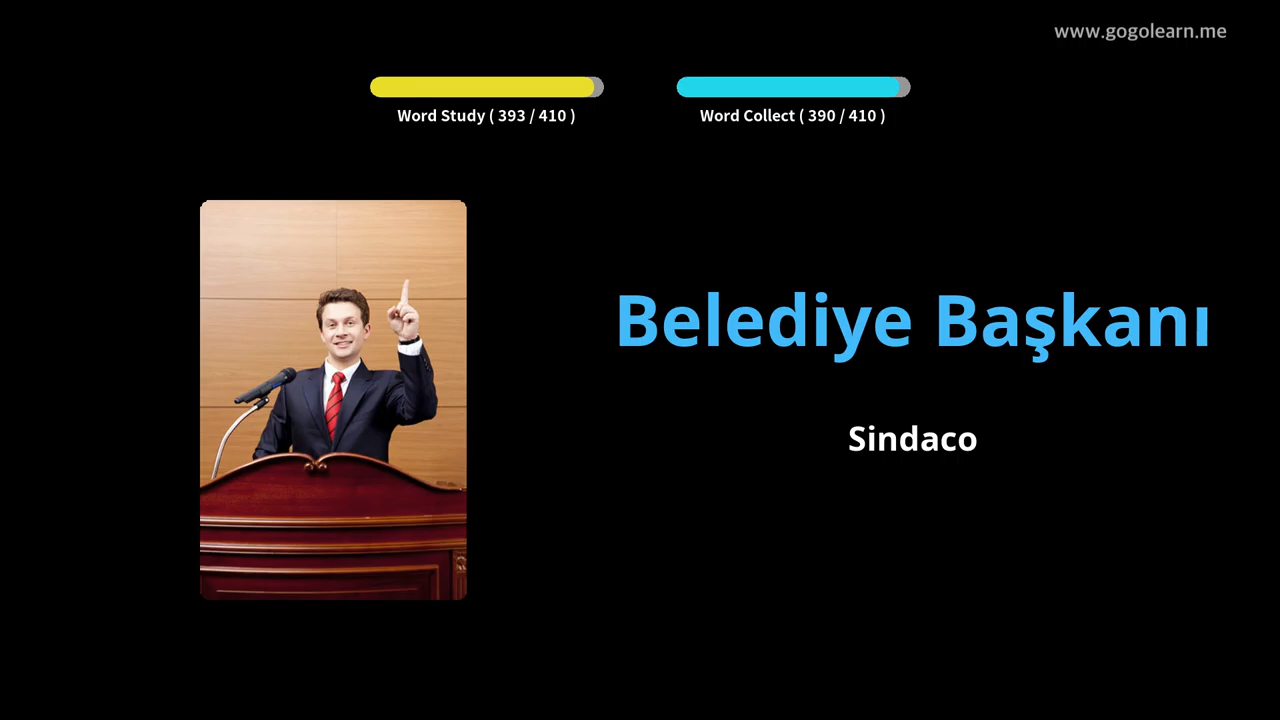 www.gogolearn.me
Word Study ( 393 / 410 )
Word Collect ( 390 / 410 )
Belediye Başkanı
Sindaco